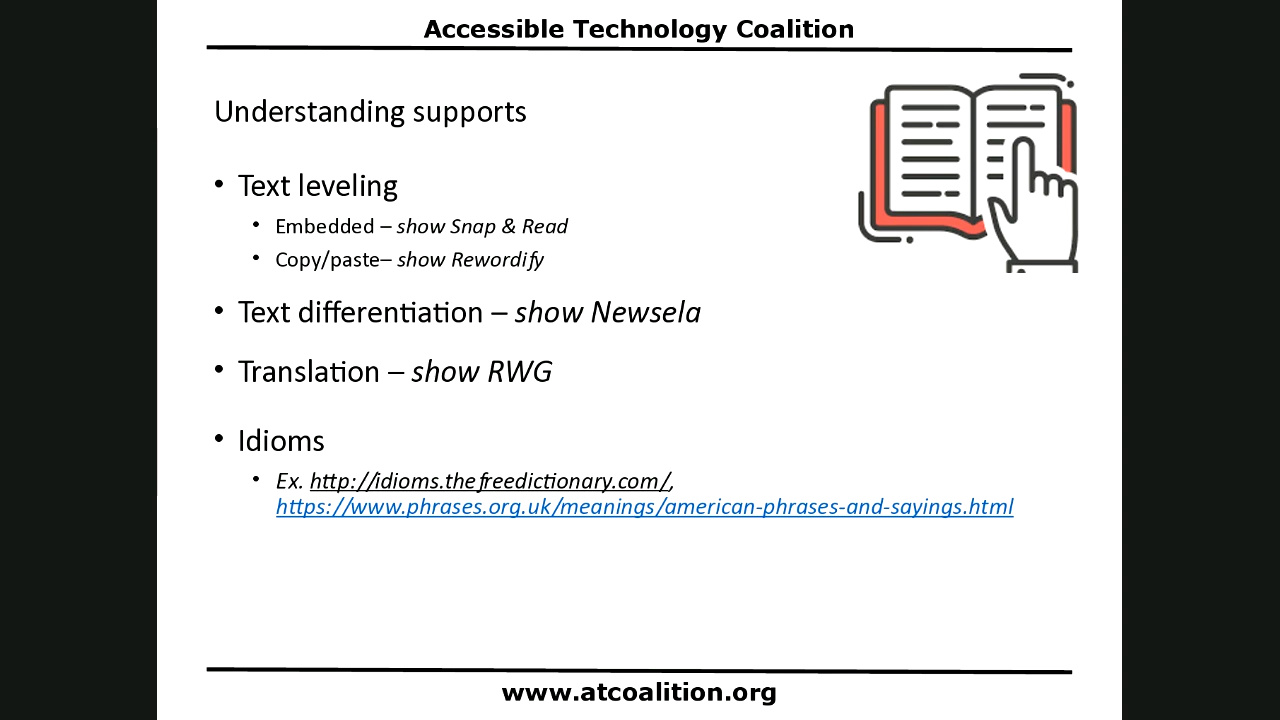 Accessible Technology Coalition
Understanding supports
• Text leveling
• Embedded – show Snap & Read
• Copy/paste– show Rewordify
• Text differentiation – show Newsela
• Translation – show RWG
• Idioms
• Ex. http://idioms.thefreedictionary.com/,
https://www.phrases.org.uk/meanings/american-phrases-and-sayings.html
www.atcoalition.org